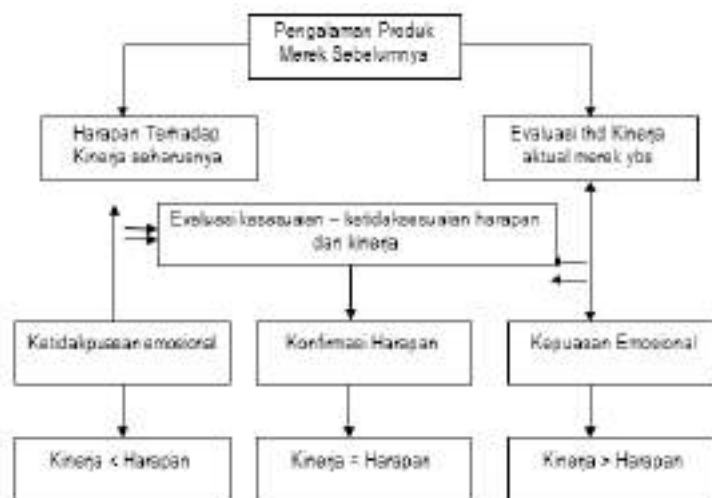 Pengalaman Produk
Merek Sebelumnya
Harapan Terhadap
Kinerja seharusnya
Evaluasi thd Kinerja
aktual merek ybs
Evaluasi kesesuaian – ketidaksesuaian harapan
dan kinerja
Ketidakpuasan emosional
Konfirmasi Harapan
Kepuasan Emosional
Kinerja < Harapan
Kinerja = Harapan
Kinerja > Harapan